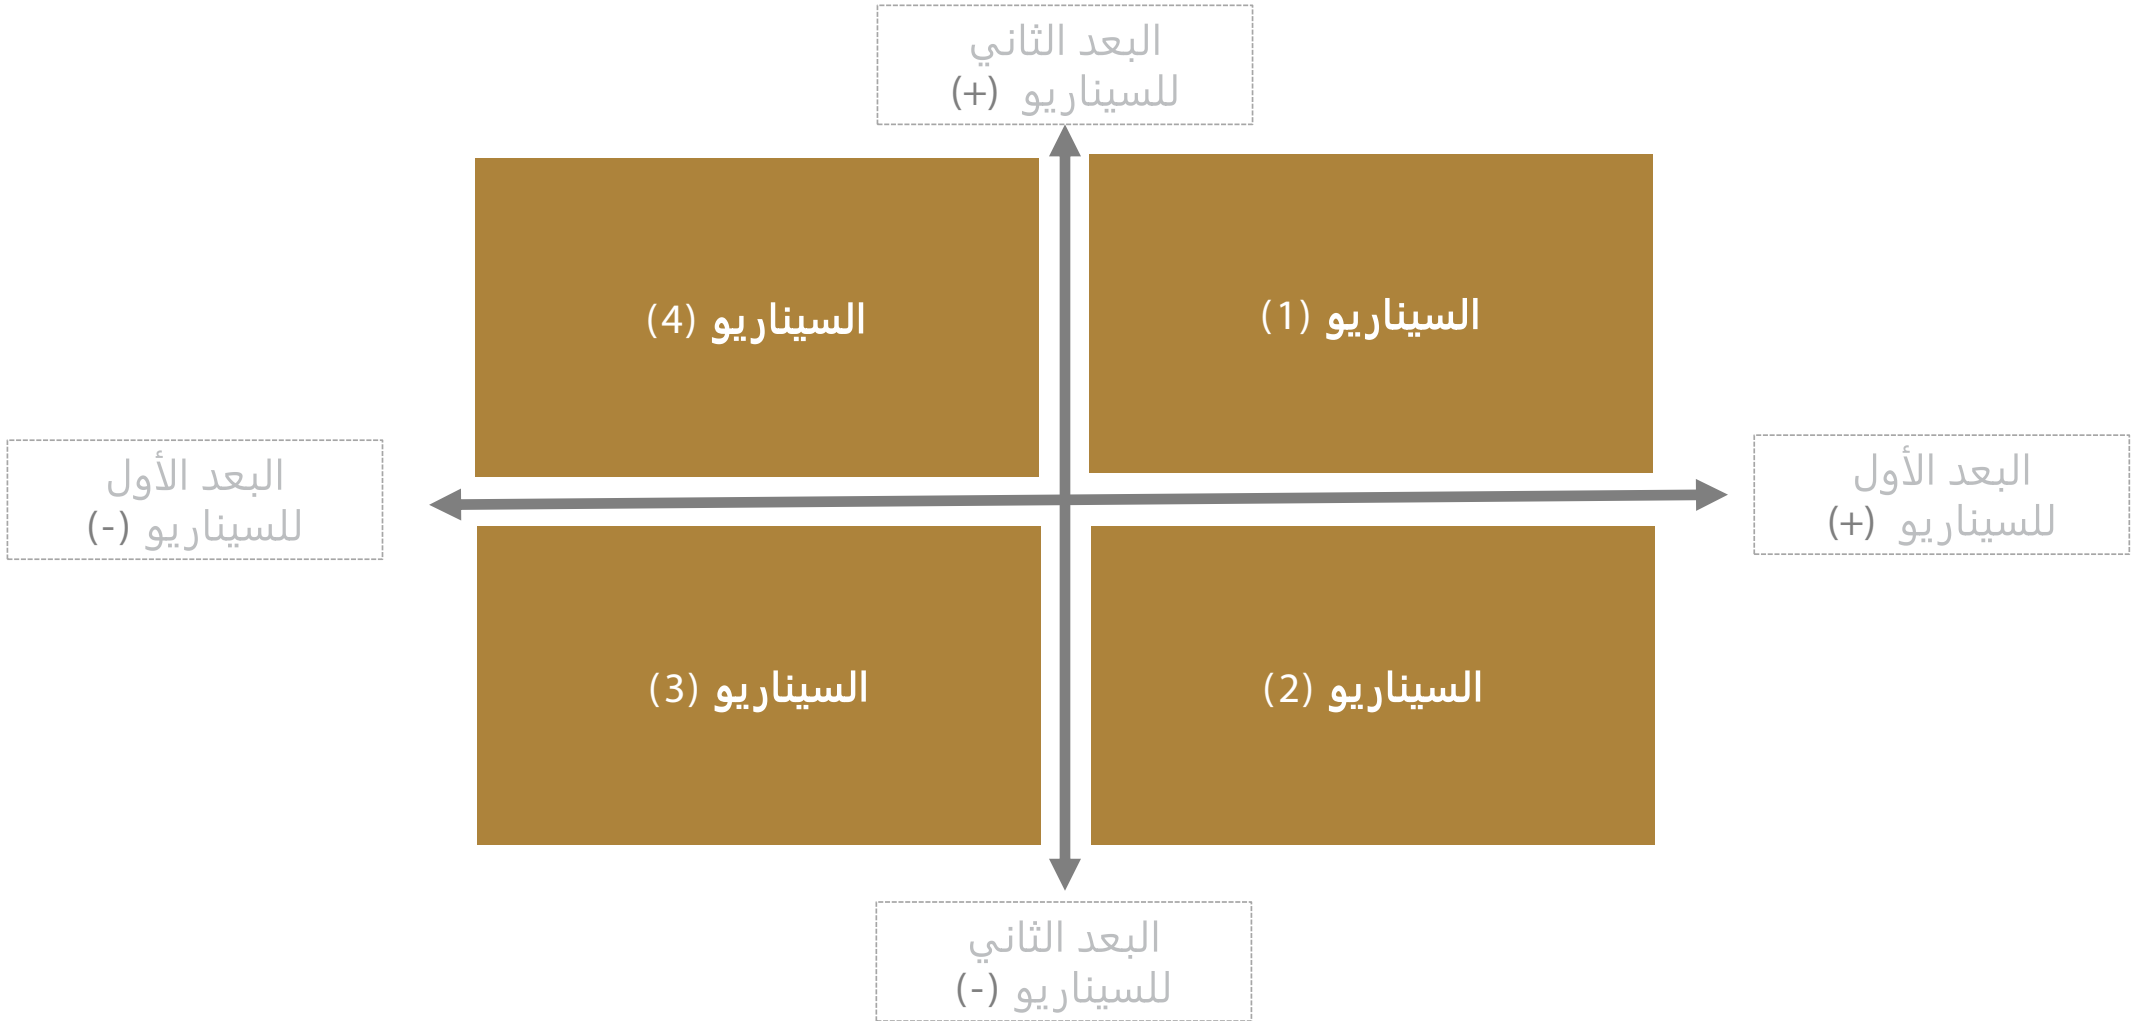 البعد الثاني
للسيناريو (+)
السيناريو (1)
السيناريو (4)
البعد الأول
للسيناريو (+)
البعد الأول
للسيناريو (-)
السيناريو (2)
السيناريو (3)
البعد الثاني
للسيناريو (-)